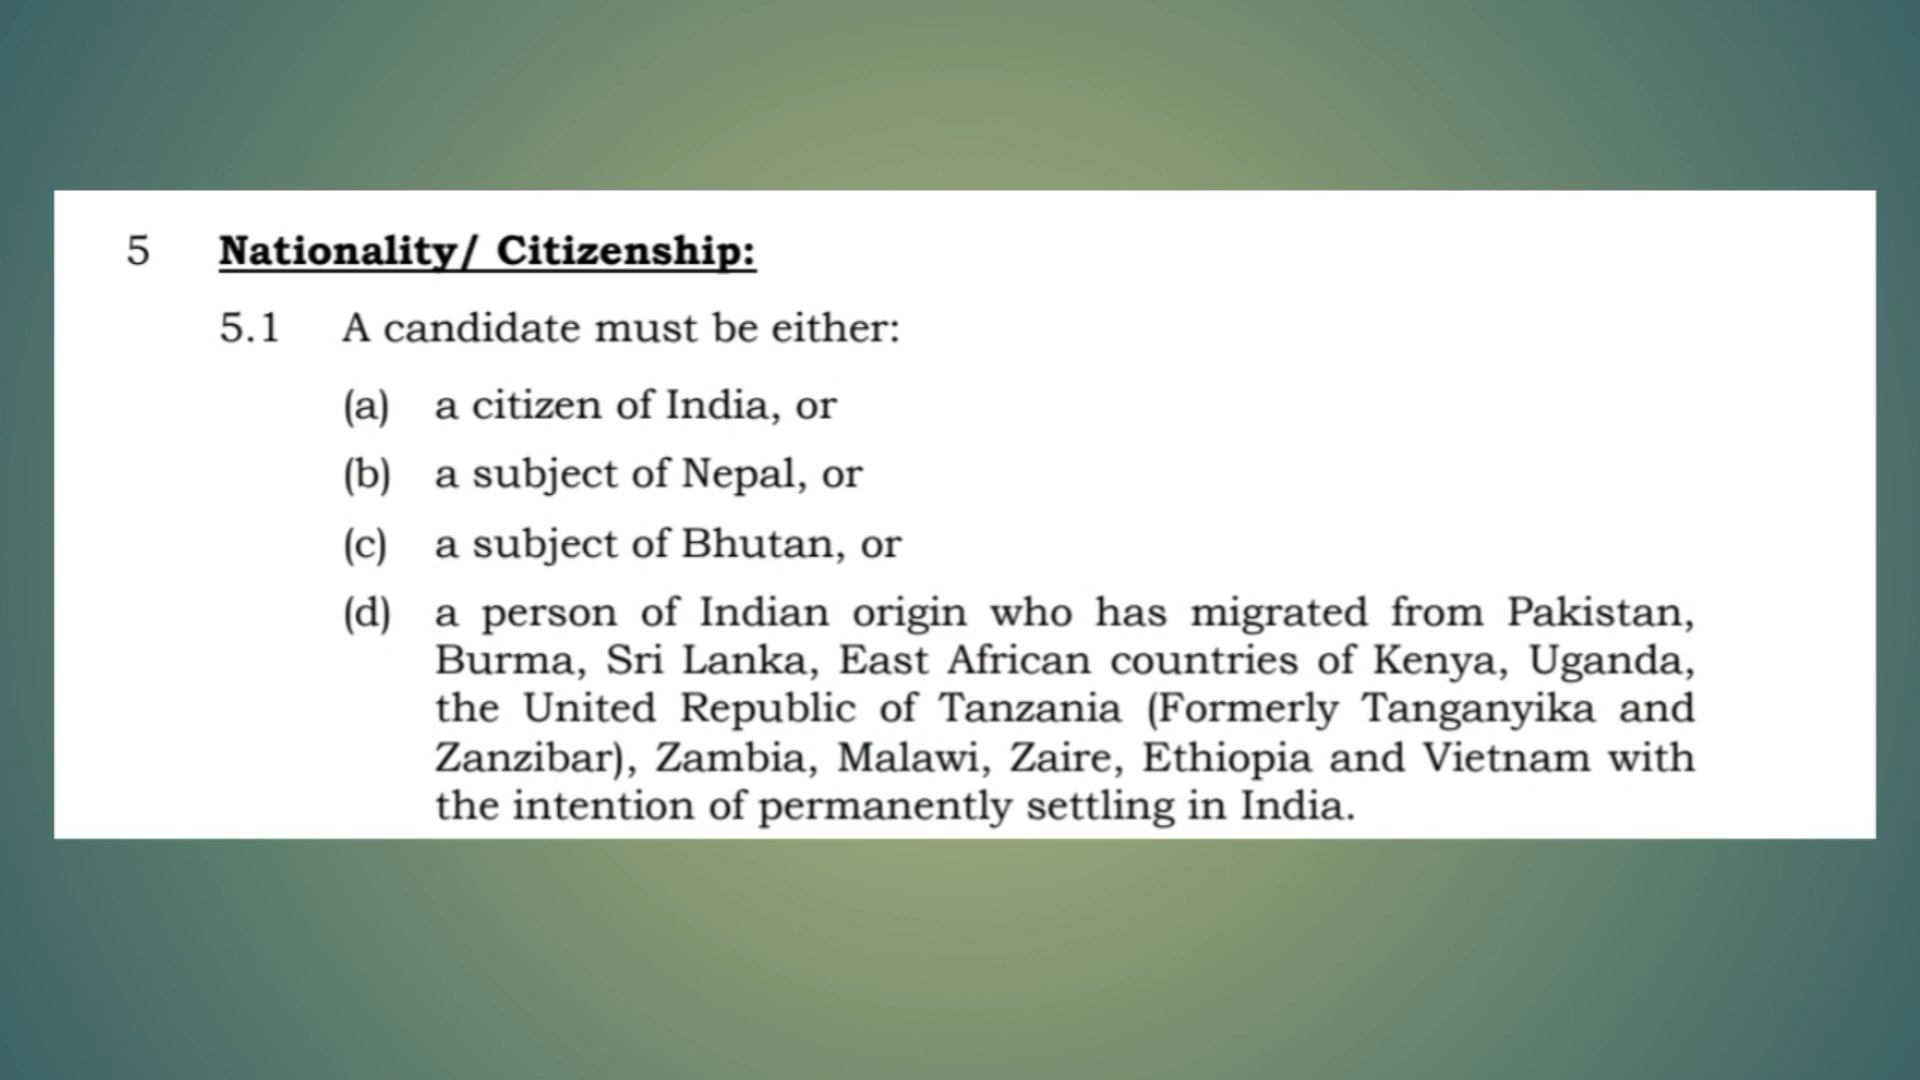 5 Nationality/ Citizenship:
5.1 A candidate must be either:
(a) a citizen of India, or
(b) a subject of Nepal, or
(c) a subject of Bhutan, or
(d) a person of Indian origin who has migrated from Pakistan,
Burma, Sri Lanka, East African countries of Kenya, Uganda,
the United Republic of Tanzania (Formerly Tanganyika and
Zanzibar), Zambia, Malawi, Zaire, Ethiopia and Vietnam with
the intention of permanently settling in India.